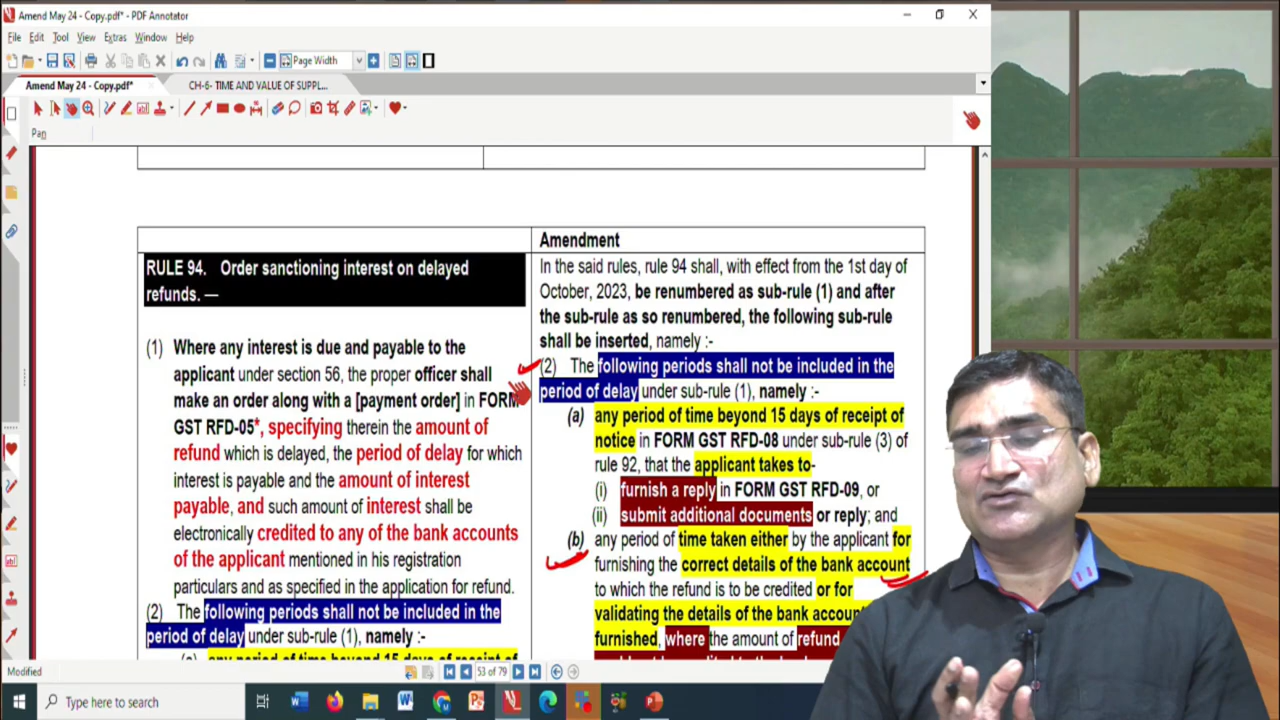 Amend May 24 - Copy.pdf* - PDF Annotator
File Edit Tool View Extras Window Help
Page Width
Amend May 24 - Copy.pdf*
CH-6- TIME AND VALUE OF SUPPL...
Pan
RULE 94. Order sanctioning interest on delayed
refunds. —
(1) Where any interest is due and payable to the
applicant under section 56, the proper officer shall
make an order along with a [payment order] in FORM
GST RFD-05*, specifying therein the amount of
refund which is delayed, the period of delay for which
interest is payable and the amount of interest
payable, and such amount of interest shall be
electronically credited to any of the bank accounts
of the applicant mentioned in his registration
particulars and as specified in the application for refund.
(2) The following periods shall not be included in the
period of delay under sub-rule (1), namely :-
(a) any period of time beyond 15 days of receipt of
Amendment
In the said rules, rule 94 shall, with effect from the 1st day of
October, 2023, be renumbered as sub-rule (1) and after
the sub-rule as so renumbered, the following sub-rule
shall be inserted, namely :-
(2) The following periods shall not be included in the
period of delay under sub-rule (1), namely :-
(a) any period of time beyond 15 days of receipt of
notice in FORM GST RFD-08 under sub-rule (3) of
rule 92, that the applicant takes to-
(i) furnish a reply in FORM GST RFD-09, or
(ii) submit additional documents or reply; and
(b) any period of time taken either by the applicant for
furnishing the correct details of the bank account
to which the refund is to be credited or for
validating the details of the bank account
furnished, where the amount of refund
Modified
53 of 79
Type here to search